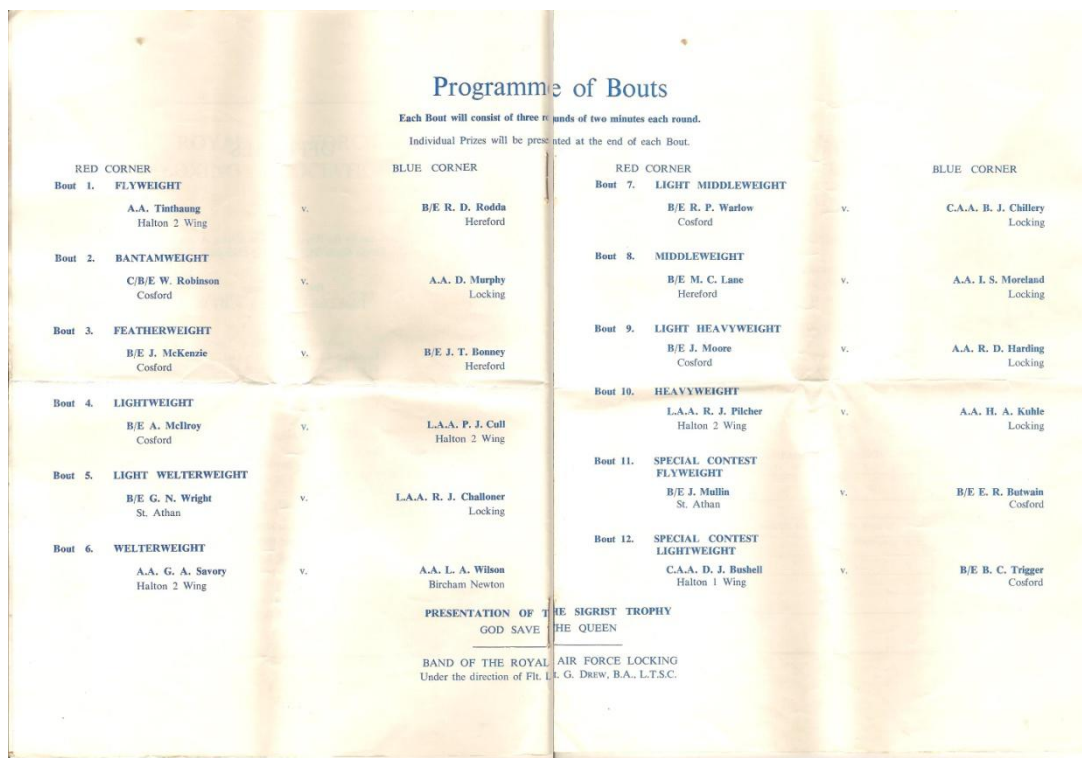 Programme of Bouts
Each Bout will consist of three rounds of two minutes each round.
Individual Prizes will be presented at the end of each Bout.
RED CORNER BLUE CORNER
Bout 1. FLYWEIGHT
A.A. Tinthaung v. B/E R. D. Rodda
Halton 2 Wing Hereford
Bout 2. BANTAMWEIGHT
C/B/E W. Robinson v. A.A. D. Murphy
Cosford Locking
Bout 3. FEATHERWEIGHT
B/E J. McKenzie v. B/E J. T. Bonney
Cosford Hereford
Bout 4. LIGHTWEIGHT
B/E A. McIlroy v. L.A.A. P. J. Cull
Cosford Halton 2 Wing
Bout 5. LIGHT WELTERWEIGHT
B/E G. N. Wright v. L.A.A. R. J. Challoner
St. Athan Locking
Bout 6. WELTERWEIGHT
A.A. G. A. Savory v. A.A. L. A. Wilson
Halton 2 Wing Bircham Newton
RED CORNER BLUE CORNER
Bout 7. LIGHT MIDDLEWEIGHT
B/E R. P. Warlow v. C.A.A. B. J. Chillery
Cosford Locking
Bout 8. MIDDLEWEIGHT
B/E M. C. Lane v. A.A. I. S. Moreland
Hereford Locking
Bout 9. LIGHT HEAVYWEIGHT
B/E J. Moore v. A.A. R. D. Harding
Cosford Locking
Bout 10. HEAVYWEIGHT
L.A.A. R. J. Pilcher v. A.A. H. A. Kuhle
Halton 2 Wing Locking
Bout 11. SPECIAL CONTEST
FLYWEIGHT
B/E J. Mullin v. B/E E. R. Butwain
St. Athan Cosford
Bout 12. SPECIAL CONTEST
LIGHTWEIGHT
C.A.A. D. J. Bushell v. B/E B. C. Trigger
Halton 1 Wing Cosford
PRESENTATION OF THE SIGRIST TROPHY
GOD SAVE THE QUEEN
BAND OF THE ROYAL AIR FORCE LOCKING
Under the direction of Flt. Lt. G. DREW, B.A., L.T.S.C.